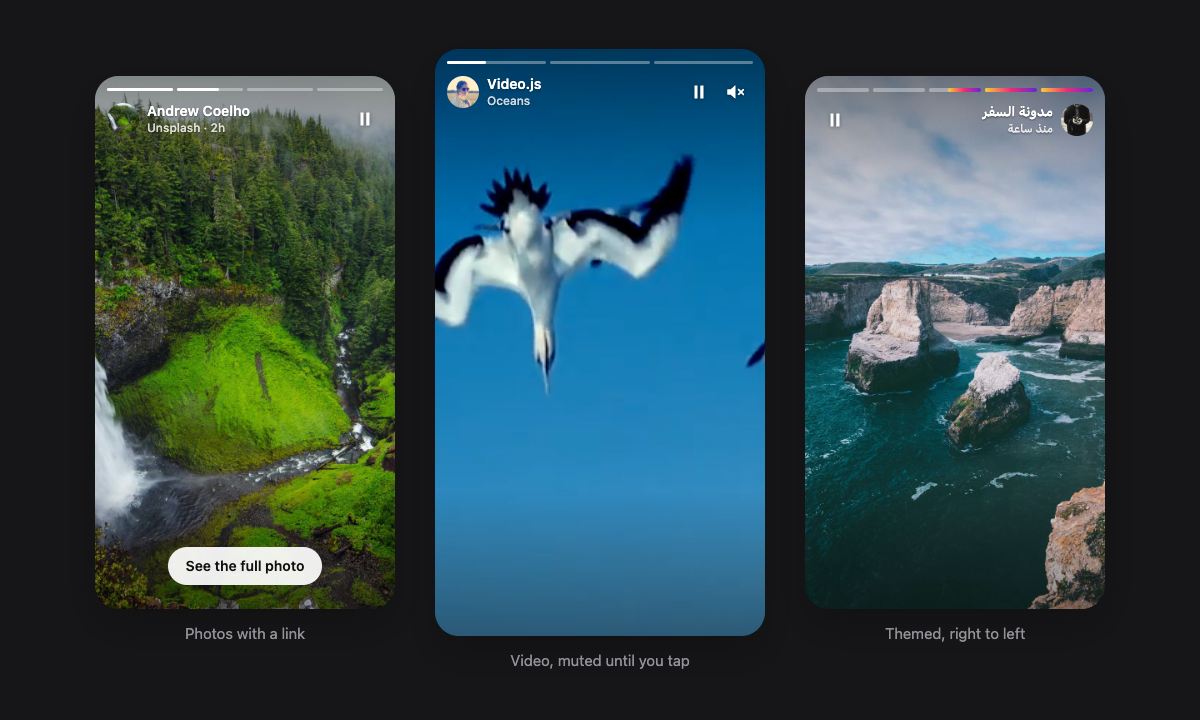 Andrew Coelho
Unsplash · 2h
See the full photo
Photos with a link
Video.js
Oceans
Video, muted until you tap
مدونة السفر
منذ ساعة
Themed, right to left